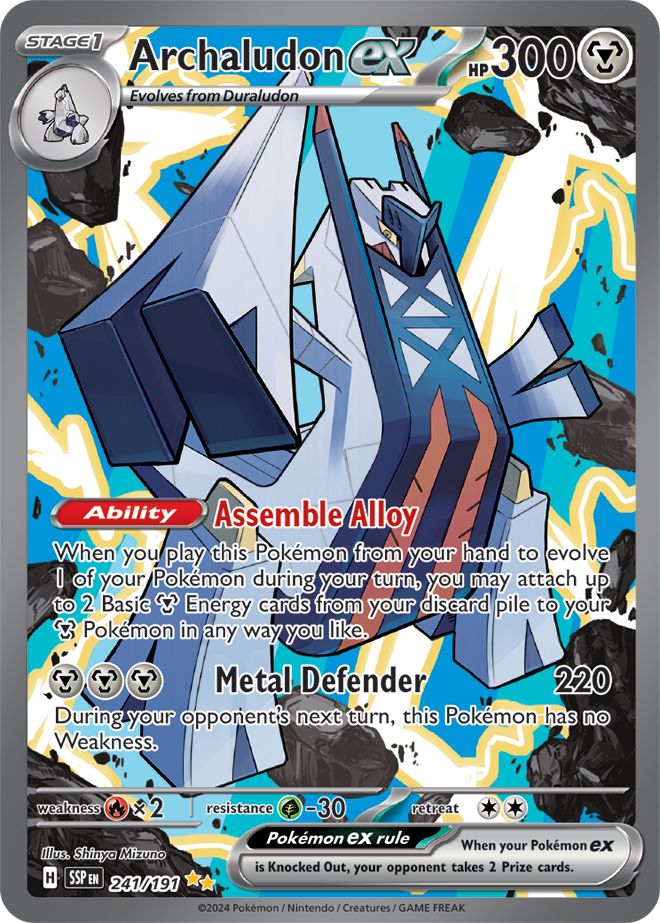 STAGE 1
Archaludon ex
HP 300
Evolves from Duraludon
Ability Assemble Alloy
When you play this Pokémon from your hand to evolve
1 of your Pokémon during your turn, you may attach up
to 2 Basic Energy cards from your discard pile to your
Pokémon in any way you like.
Metal Defender 220
During your opponent's next turn, this Pokémon has no
Weakness.
weakness ×2 resistance -30 retreat
Pokémon ex rule When your Pokémon ex
is Knocked Out, your opponent takes 2 Prize cards.
Illus. Shinya Mizuno
H SSP EN 241/191
©2024 Pokémon / Nintendo / Creatures / GAME FREAK